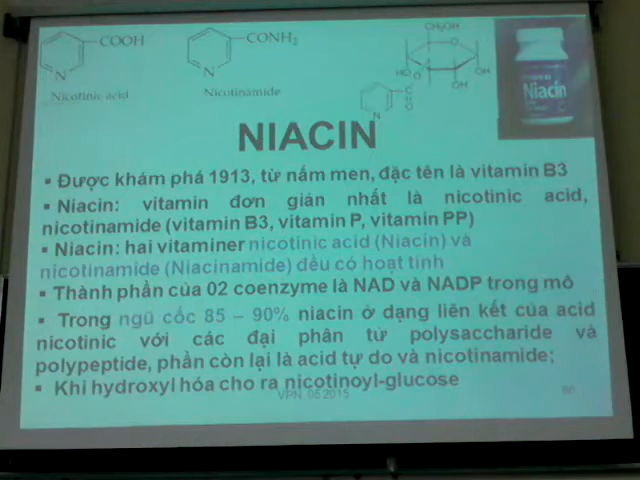 COOH
CONH₂
CH₂OH
N
N
HO
OH
OH
O
O
C=O
N
Nicotinic acid
Nicotinamide
Niacin
NIACIN
▪ Được khám phá 1913, từ nấm men, đặc tên là vitamin B3
▪ Niacin: vitamin đơn giản nhất là nicotinic acid,
nicotinamide (vitamin B3, vitamin P, vitamin PP)
▪ Niacin: hai vitaminer nicotinic acid (Niacin) và
nicotinamide (Niacinamide) đều có hoạt tính
▪ Thành phần của 02 coenzyme là NAD và NADP trong mô
▪ Trong ngũ cốc 85 – 90% niacin ở dạng liên kết của acid
nicotinic với các đại phân tử polysaccharide và
polypeptide, phần còn lại là acid tự do và nicotinamide;
▪ Khi hydroxyl hóa cho ra nicotinoyl-glucose
VPN, 05 2015